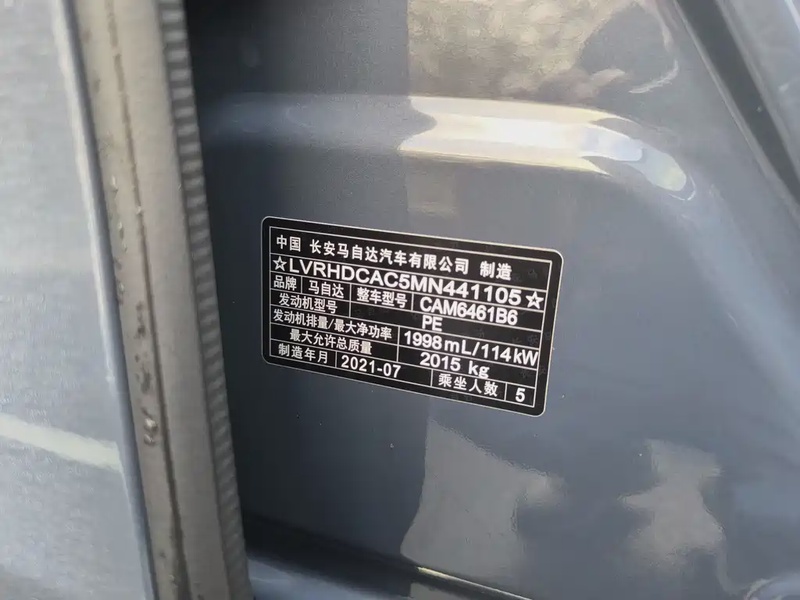 中国 长安马自达汽车有限公司 制造
☆LVRHDCAC5MN441105☆
品牌 马自达 整车型号 CAM6461B6
发动机型号 PE
发动机排量/最大净功率 1998mL/114kW
最大允许总质量 2015 kg
制造年月 2021-07 乘坐人数 5